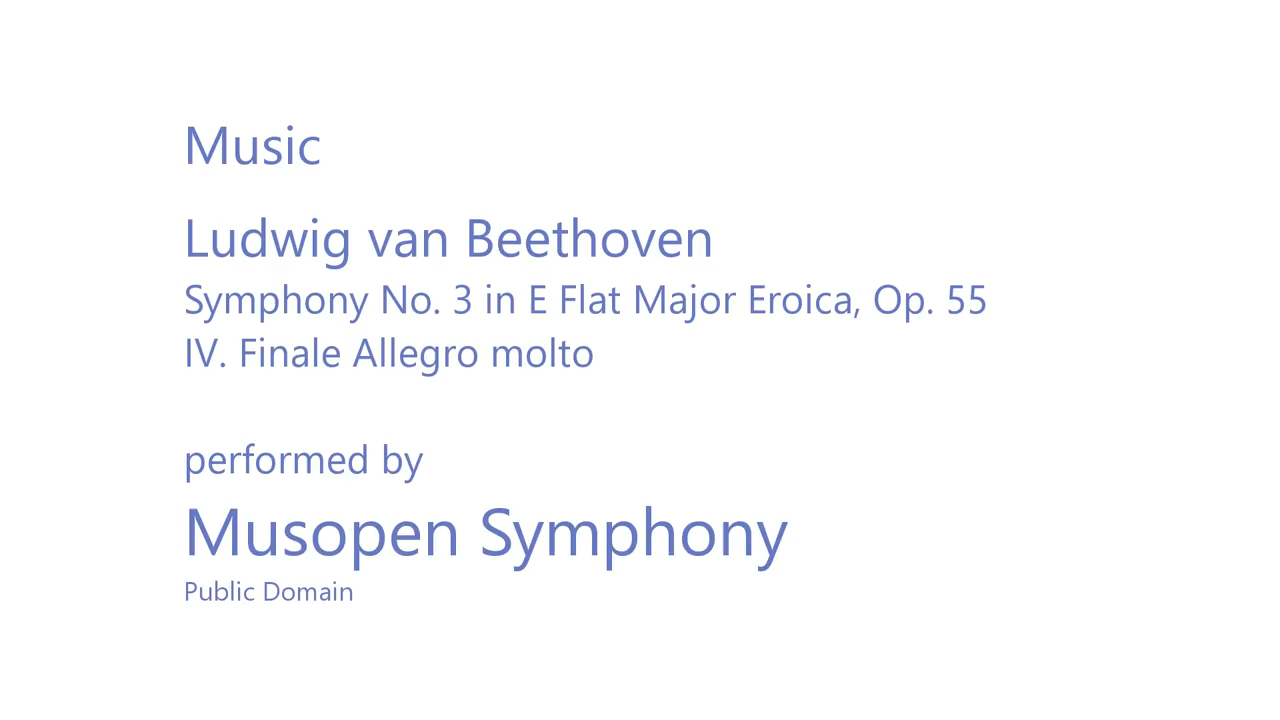 Music
Ludwig van Beethoven
Symphony No. 3 in E Flat Major Eroica, Op. 55
IV. Finale Allegro molto
performed by
Musopen Symphony
Public Domain